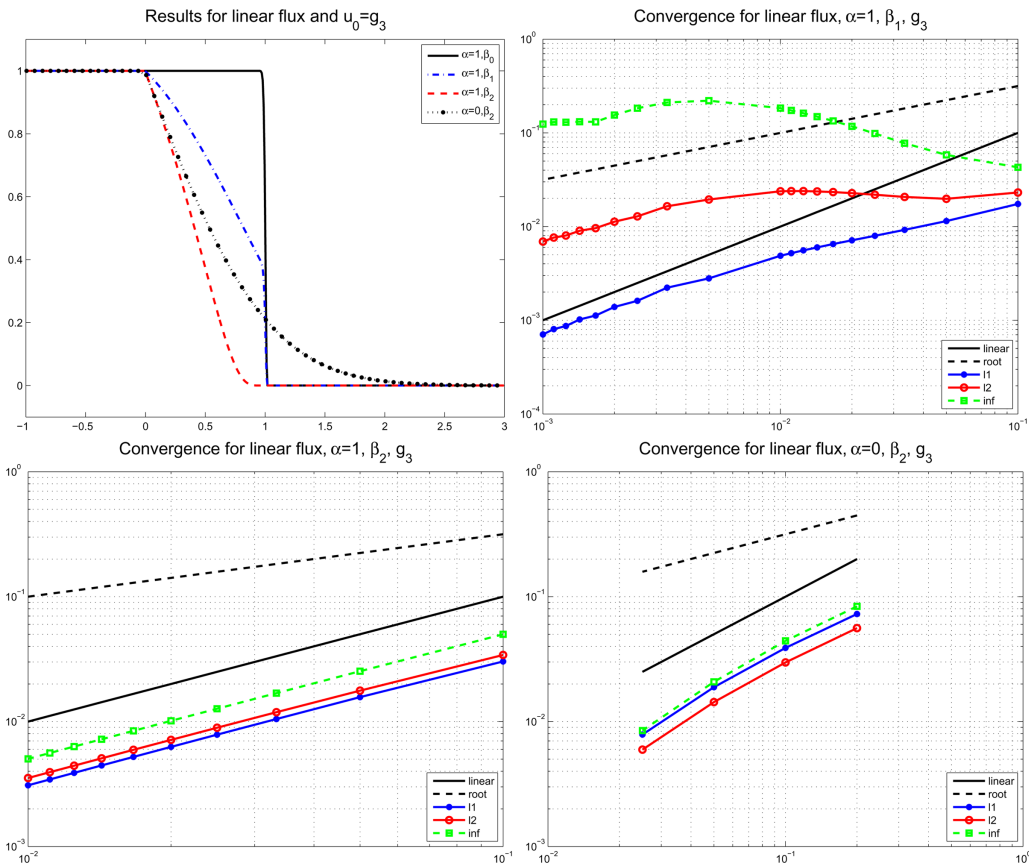 Results for linear flux and u₀=g₃
1
0.8
0.6
0.4
0.2
0
−1
−0.5
0
0.5
1
1.5
2
2.5
3
α=1,β₀
α=1,β₁
α=1,β₂
α=0,β₂
Convergence for linear flux, α=1, β₁, g₃
10⁰
10⁻¹
10⁻²
10⁻³
10⁻⁴
10⁻³
10⁻²
10⁻¹
linear
root
l1
l2
inf
Convergence for linear flux, α=1, β₂, g₃
10⁰
10⁻¹
10⁻²
10⁻³
10⁻²
10⁻¹
linear
root
l1
l2
inf
Convergence for linear flux, α=0, β₂, g₃
10⁰
10⁻¹
10⁻²
10⁻³
10⁻²
10⁻¹
10⁰
linear
root
l1
l2
inf